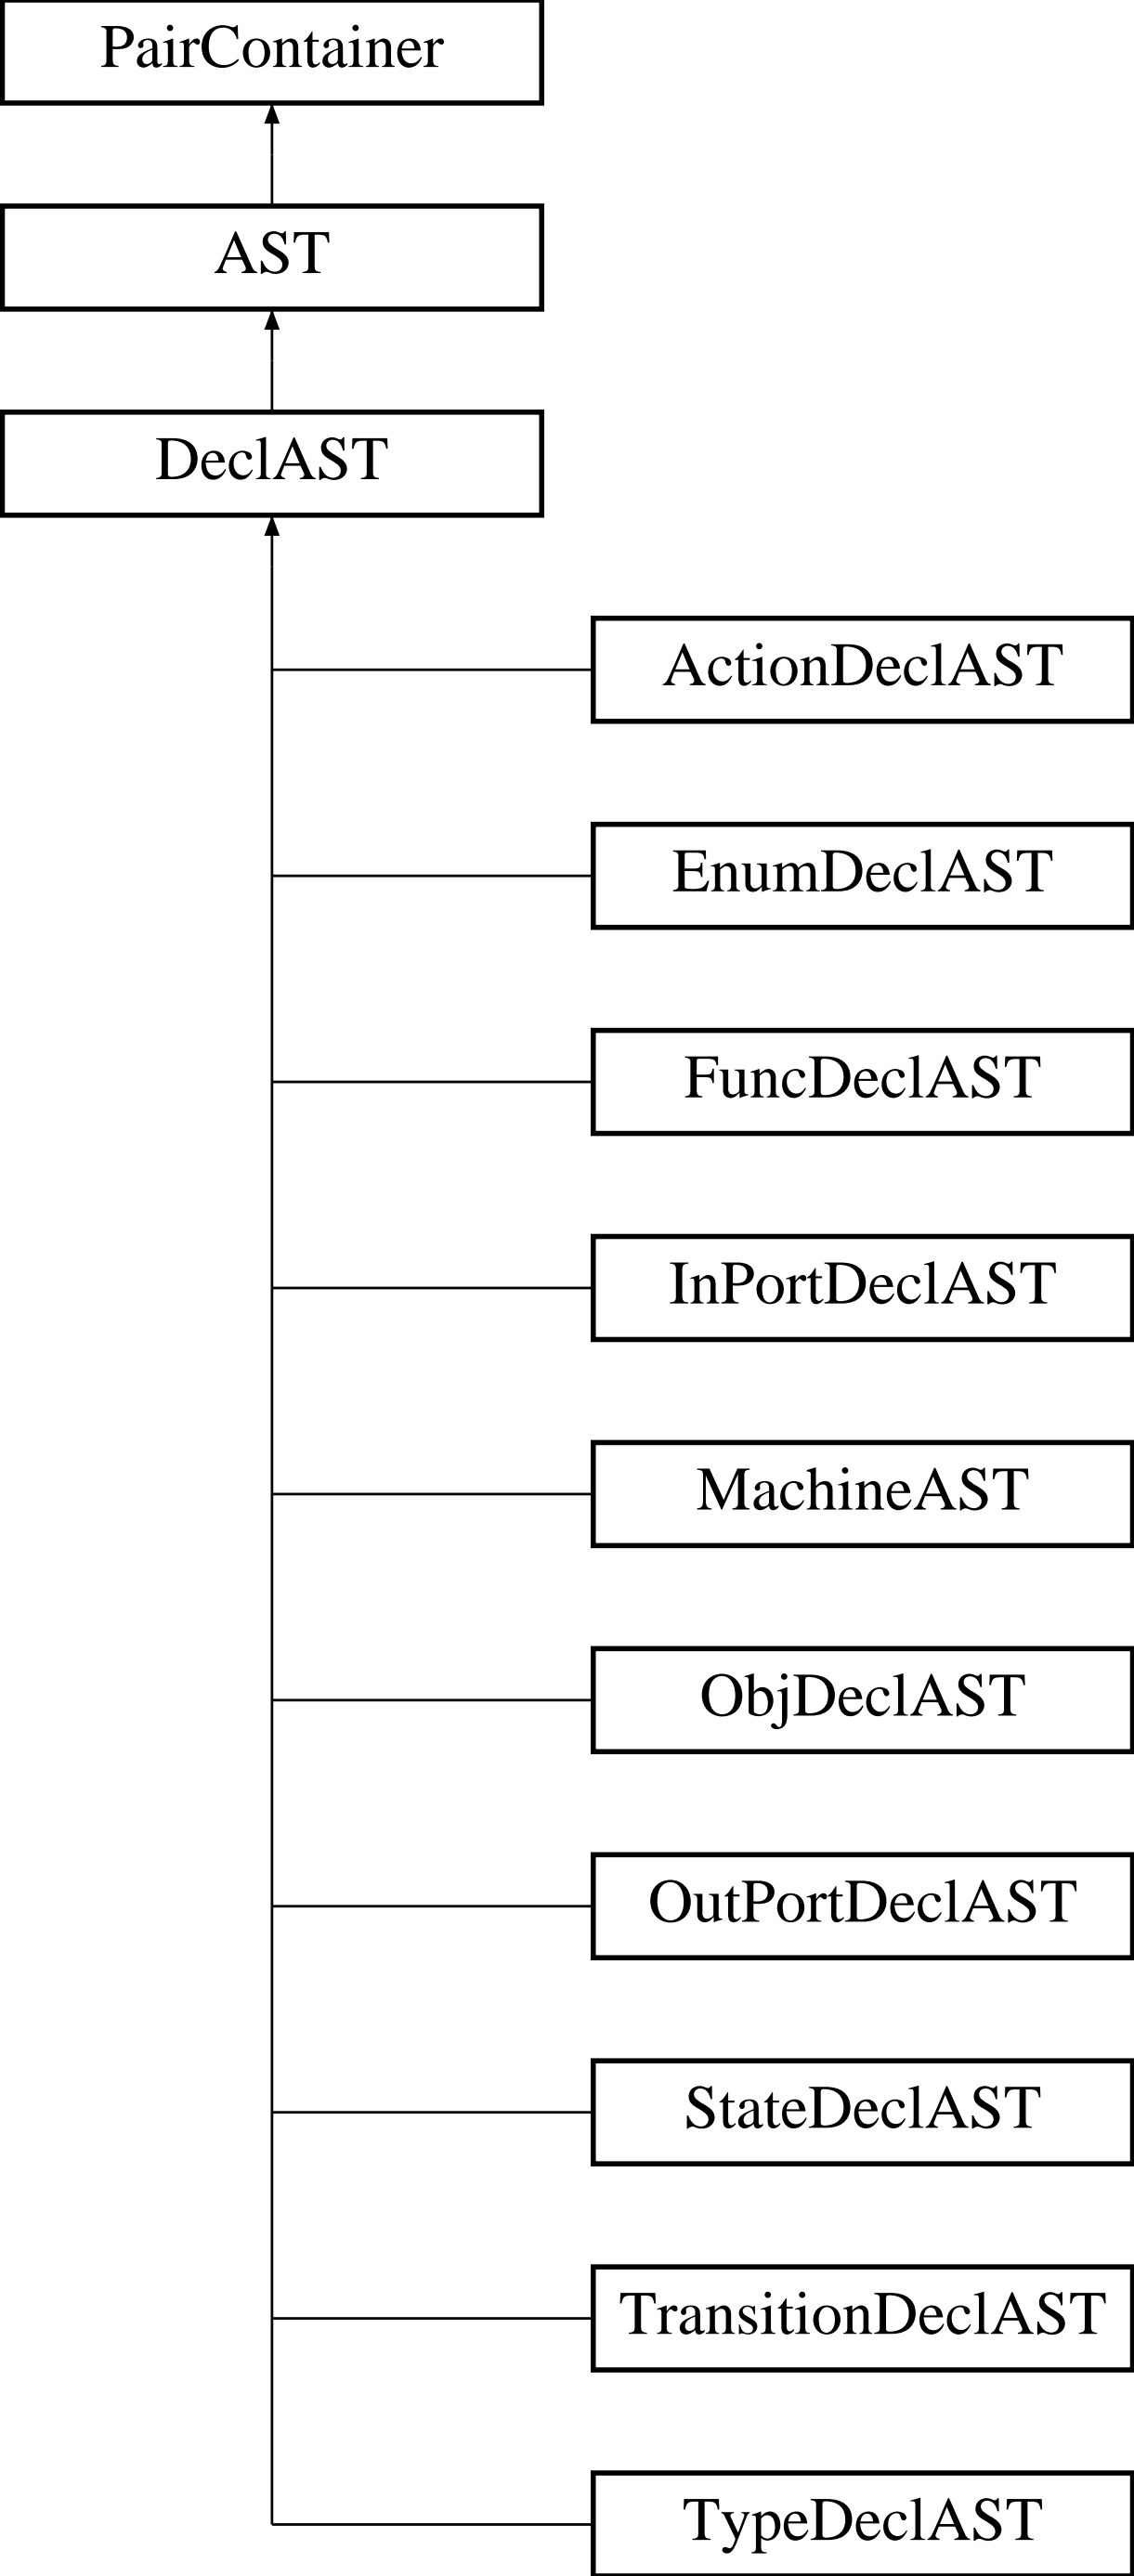 PairContainer
AST
DeclAST
ActionDeclAST
EnumDeclAST
FuncDeclAST
InPortDeclAST
MachineAST
ObjDeclAST
OutPortDeclAST
StateDeclAST
TransitionDeclAST
TypeDeclAST